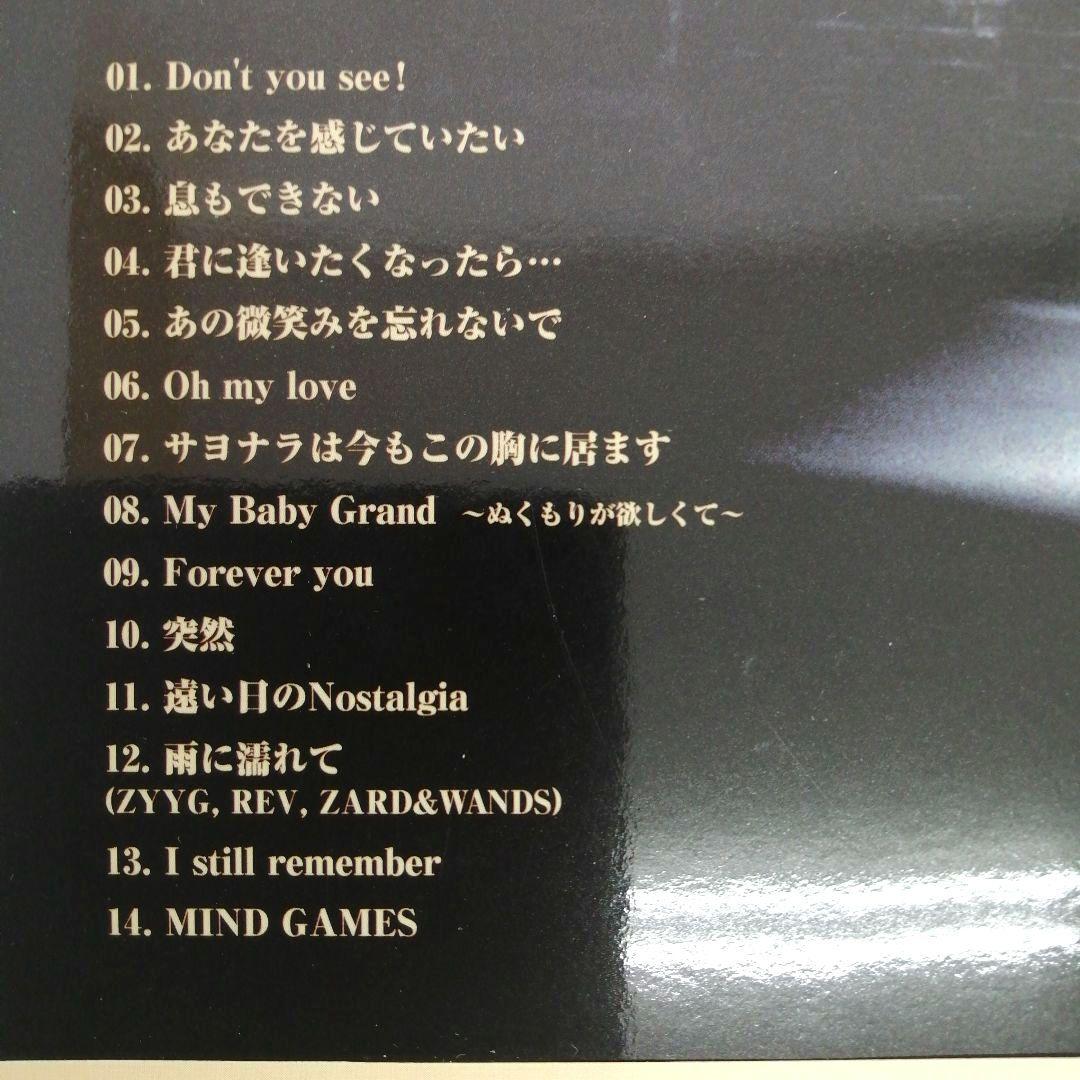 01. Don't you see!
02. あなたを感じていたい
03. 息もできない
04. 君に逢いたくなったら…
05. あの微笑みを忘れないで
06. Oh my love
07. サヨナラは今もこの胸に居ます
08. My Baby Grand ～ぬくもりが欲しくて～
09. Forever you
10. 突然
11. 遠い日のNostalgia
12. 雨に濡れて
(ZYYG, REV, ZARD&WANDS)
13. I still remember
14. MIND GAMES